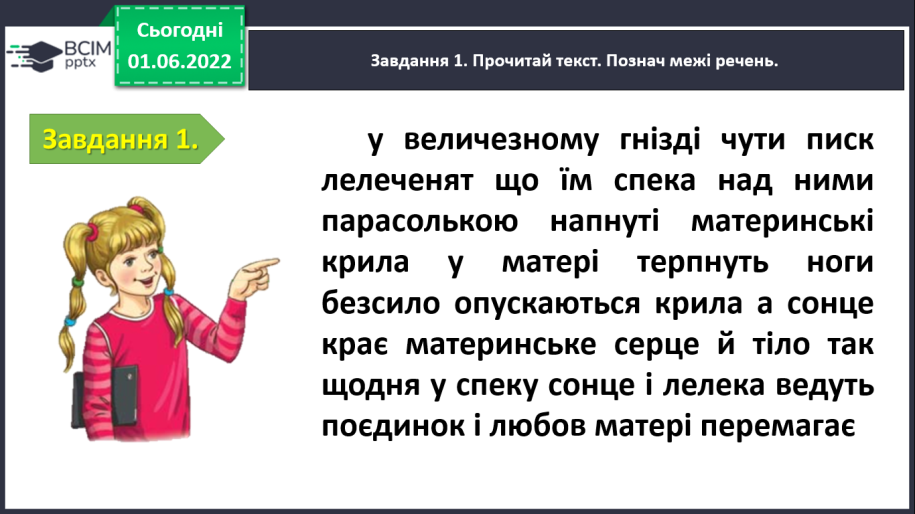 Сьогодні
01.06.2022
ВСІМ
pptx
Завдання 1. Прочитай текст. Познач межі речень.
Завдання 1.
у величезному гнізді чути писк
лелеченят що їм спека над ними
парасолькою напнуті материнські
крила у матері терпнуть ноги
безсило опускаються крила а сонце
крає материнське серце й тіло так
щодня у спеку сонце і лелека ведуть
поєдинок і любов матері перемагає